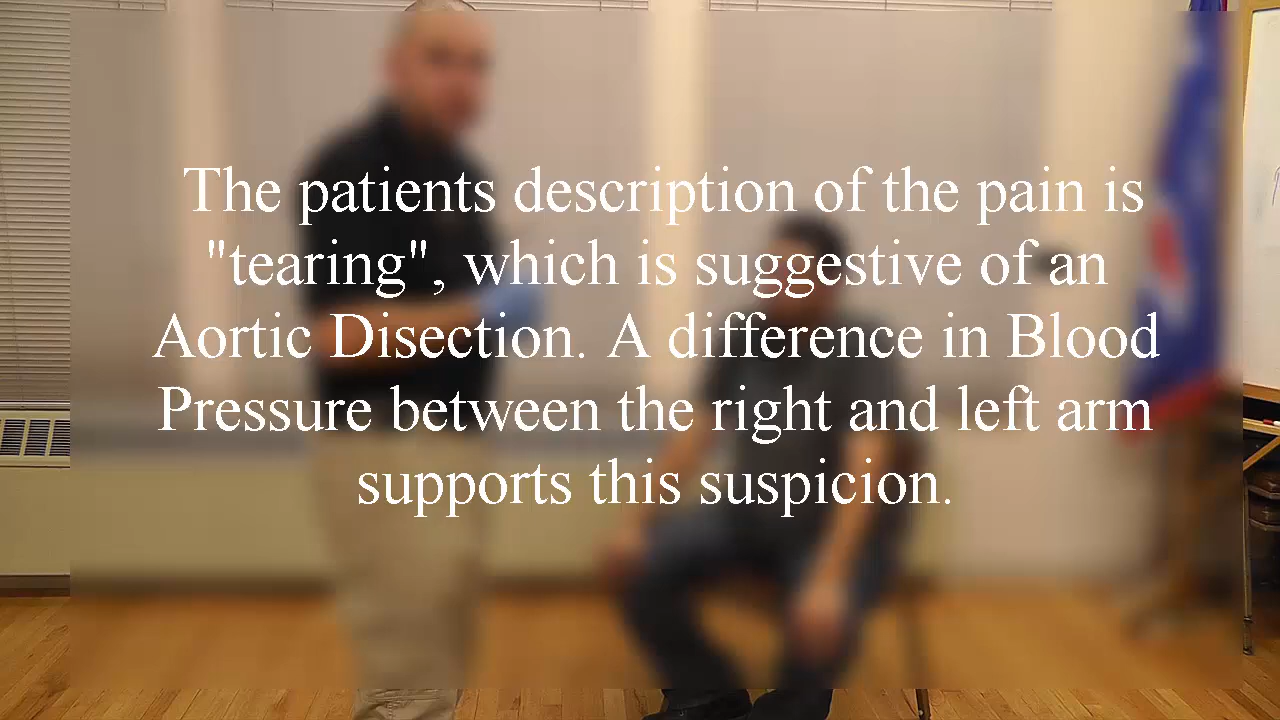 The patients description of the pain is
"tearing", which is suggestive of an
Aortic Disection. A difference in Blood
Pressure between the right and left arm
supports this suspicion.